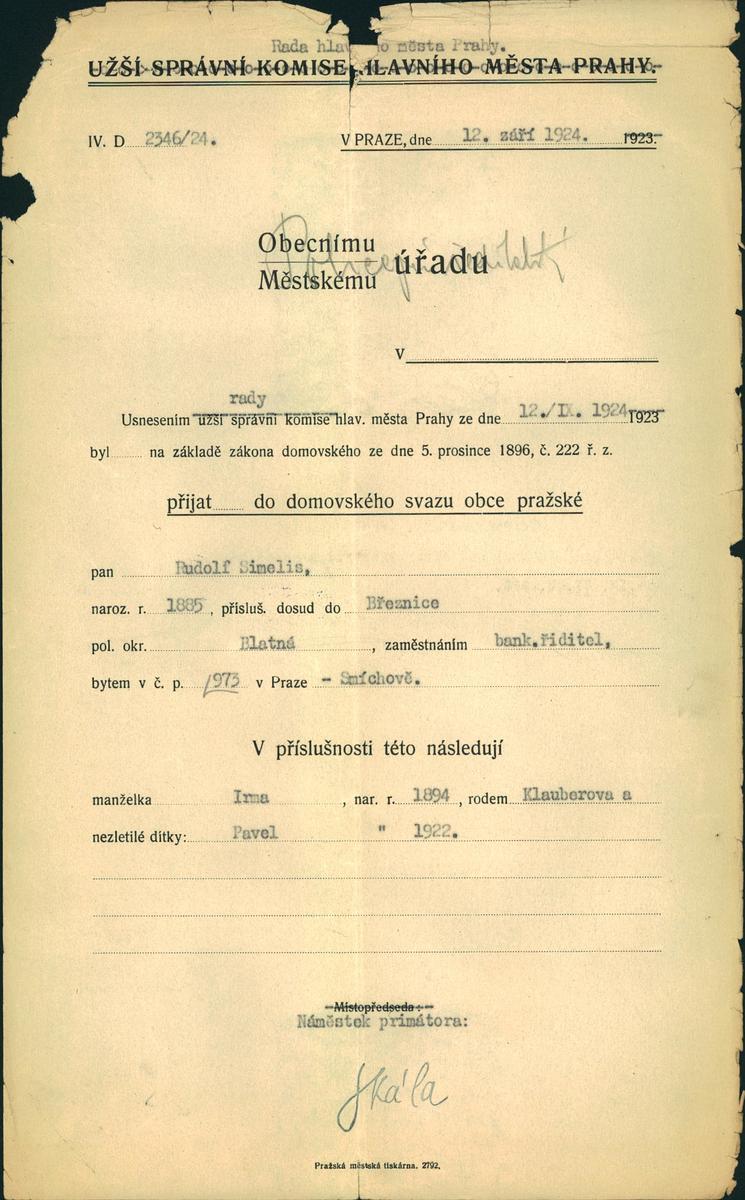 Rada hlavního města Prahy.
UŽŠÍ SPRÁVNÍ KOMISE HLAVNÍHO MĚSTA PRAHY.
IV. D 2346/24. V PRAZE, dne 12. září 1924. 1923.
Obecnímu
Městskému úřadu
Policejní
v
rady
Usnesením užší správní komise hlav. města Prahy ze dne 12./IX. 1924 1923
byl na základě zákona domovského ze dne 5. prosince 1896, č. 222 ř. z.
přijat do domovského svazu obce pražské
pan Rudolf Simelis,
naroz. r. 1885, přísluš. dosud do Březnice
pol. okr. Blatná, zaměstnáním bank.řiditel,
bytem v č. p. 1973 v Praze - Smíchově.
V příslušnosti této následují
manželka Irma, nar. r. 1894, rodem Klauberova a
nezletilé dítky: Pavel " 1922.
Místopředseda:
Náměstek primátora:
Skála
Pražská městská tiskárna. 2792.